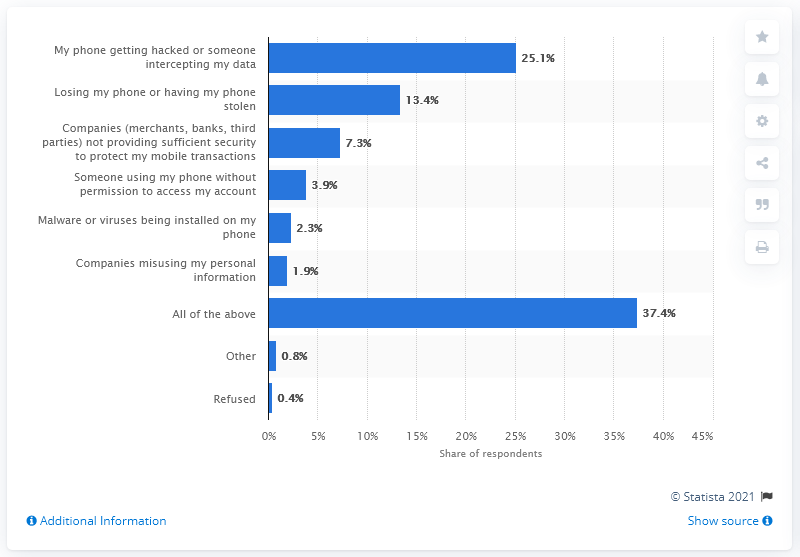 My phone getting hacked or someone
intercepting my data
25.1%
Losing my phone or having my phone
stolen
13.4%
Companies (merchants, banks, third
parties) not providing sufficient security
to protect my mobile transactions
7.3%
Someone using my phone without
permission to access my account
3.9%
Malware or viruses being installed on my
phone
2.3%
Companies misusing my personal
information
1.9%
All of the above
37.4%
Other
0.8%
Refused
0.4%
0% 5% 10% 15% 20% 25% 30% 35% 40% 45%
Share of respondents
© Statista 2021
Additional Information
Show source